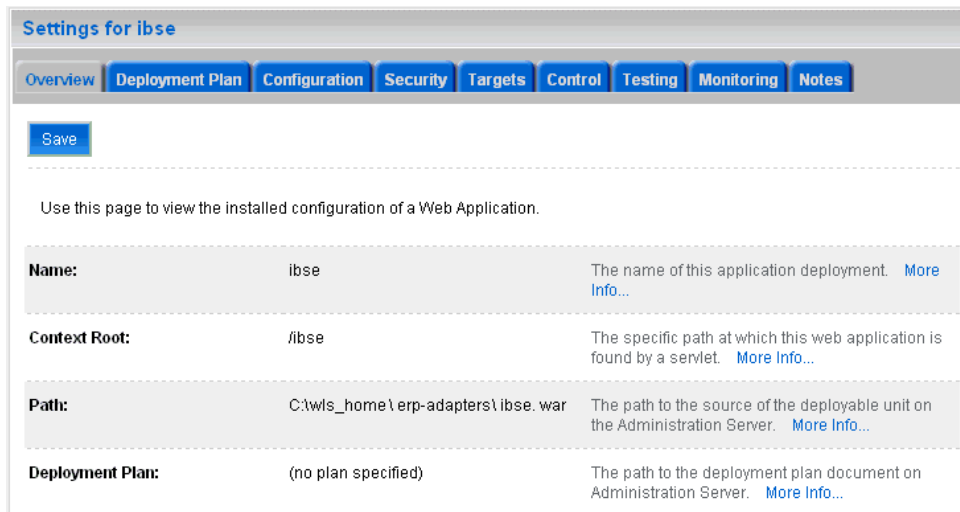 Settings for ibse
Overview Deployment Plan Configuration Security Targets Control Testing Monitoring Notes
Save
Use this page to view the installed configuration of a Web Application.
Name: ibse The name of this application deployment. More
Info...
Context Root: /ibse The specific path at which this web application is
found by a servlet. More Info...
Path: C:\wls_home\ erp-adapters\ ibse. war The path to the source of the deployable unit on
the Administration Server. More Info...
Deployment Plan: (no plan specified) The path to the deployment plan document on
Administration Server. More Info...